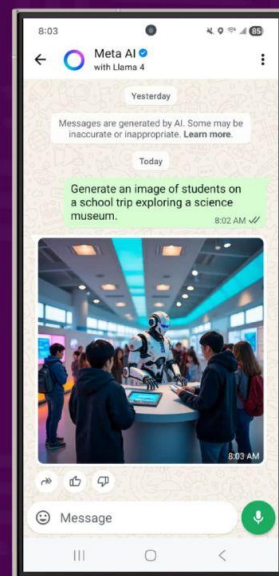 8:03
85
Meta AI
with Llama 4
Yesterday
Messages are generated by AI. Some may be
inaccurate or inappropriate. Learn more.
Today
Generate an image of students on
a school trip exploring a science
museum.
8:02 AM
8:03 AM
Message